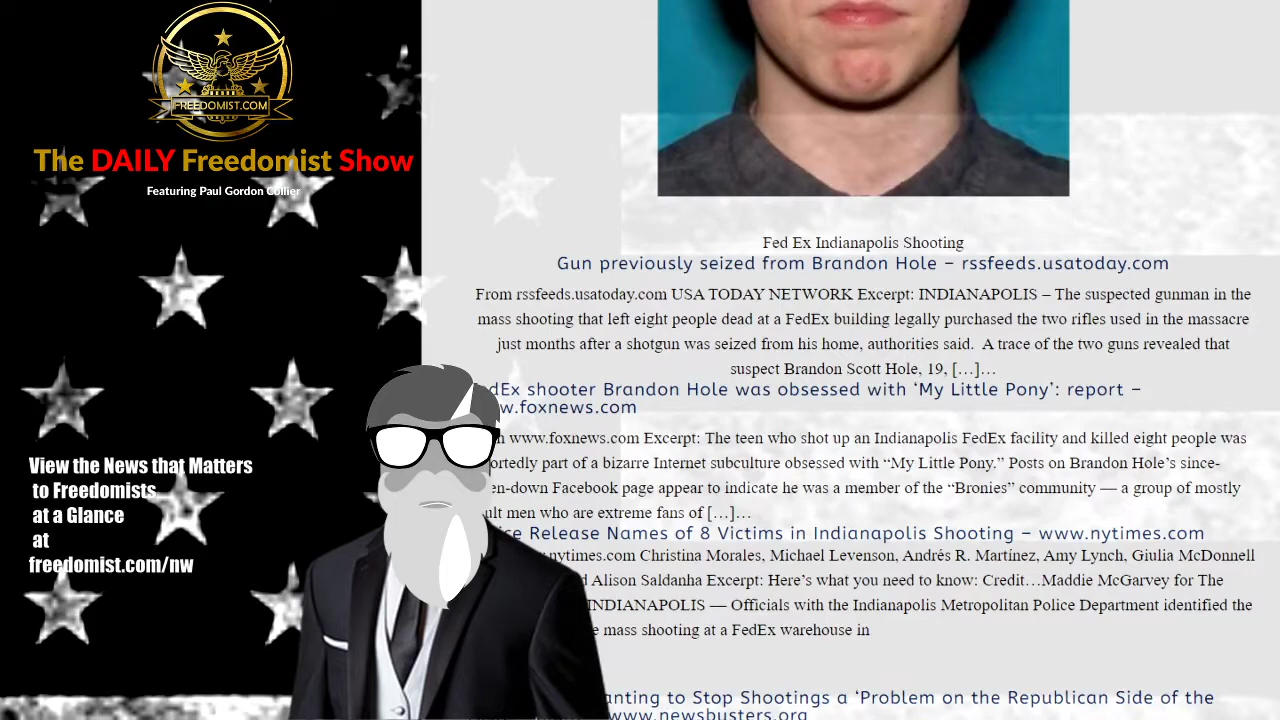 FREEDOMIST.COM
The DAILY Freedomist Show
Featuring Paul Gordon Collier
View the News that Matters
to Freedomists
at a Glance
at
freedomist.com/nw
Fed Ex Indianapolis Shooting
Gun previously seized from Brandon Hole – rssfeeds.usatoday.com
From rssfeeds.usatoday.com USA TODAY NETWORK Excerpt: INDIANAPOLIS – The suspected gunman in the
mass shooting that left eight people dead at a FedEx building legally purchased the two rifles used in the massacre
just months after a shotgun was seized from his home, authorities said. A trace of the two guns revealed that
suspect Brandon Scott Hole, 19, […]…
dEx shooter Brandon Hole was obsessed with ‘My Little Pony’: report –
w.foxnews.com
www.foxnews.com Excerpt: The teen who shot up an Indianapolis FedEx facility and killed eight people was
ortedly part of a bizarre Internet subculture obsessed with “My Little Pony.” Posts on Brandon Hole’s since-
en-down Facebook page appear to indicate he was a member of the “Bronies” community — a group of mostly
ult men who are extreme fans of […]…
ce Release Names of 8 Victims in Indianapolis Shooting – www.nytimes.com
nytimes.com Christina Morales, Michael Levenson, Andrés R. Martínez, Amy Lynch, Giulia McDonnell
d Alison Saldanha Excerpt: Here’s what you need to know: Credit…Maddie McGarvey for The
INDIANAPOLIS — Officials with the Indianapolis Metropolitan Police Department identified the
e mass shooting at a FedEx warehouse in
anting to Stop Shootings a ‘Problem on the Republican Side of the
www.newsbusters.org